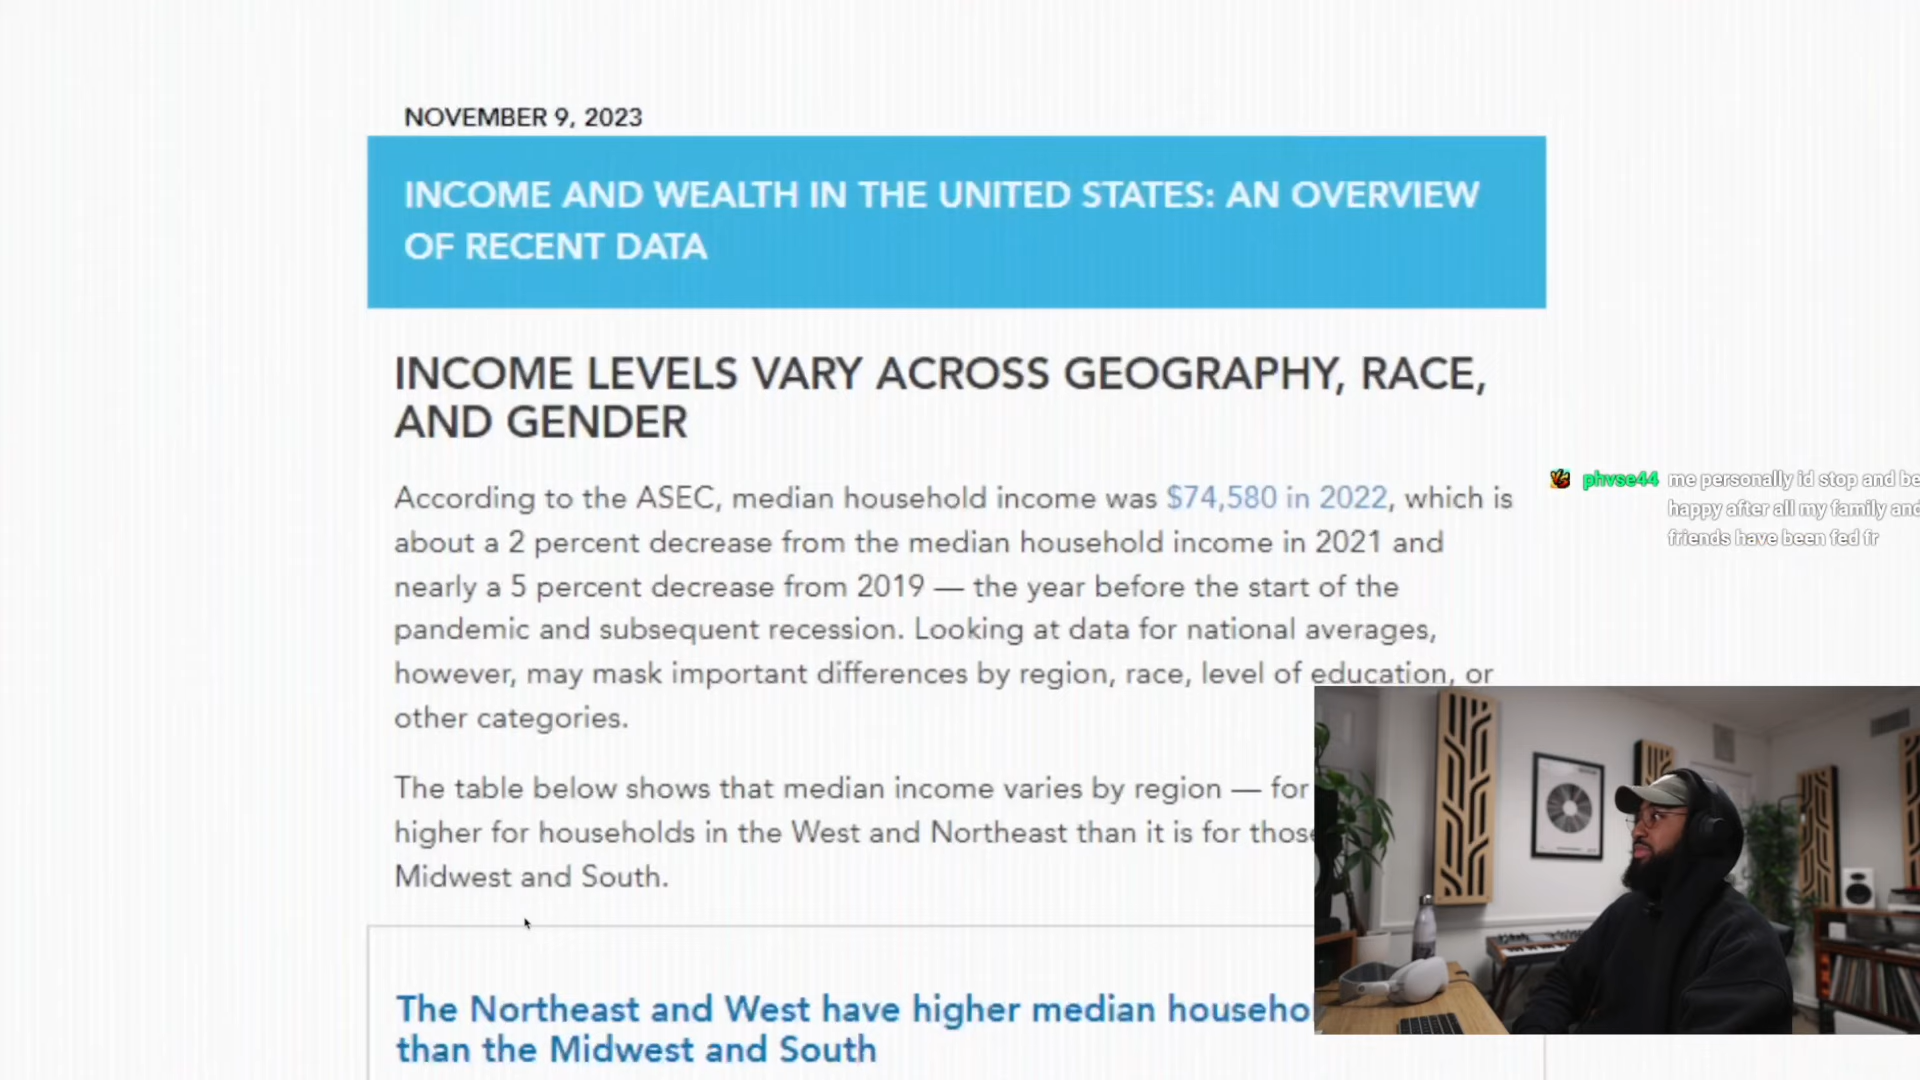 NOVEMBER 9, 2023
INCOME AND WEALTH IN THE UNITED STATES: AN OVERVIEW
OF RECENT DATA
INCOME LEVELS VARY ACROSS GEOGRAPHY, RACE,
AND GENDER
According to the ASEC, median household income was $74,580 in 2022, which is
about a 2 percent decrease from the median household income in 2021 and
nearly a 5 percent decrease from 2019 — the year before the start of the
pandemic and subsequent recession. Looking at data for national averages,
however, may mask important differences by region, race, level of education, or
other categories.
The table below shows that median income varies by region — for
higher for households in the West and Northeast than it is for those
Midwest and South.
The Northeast and West have higher median househo
than the Midwest and South
phvse44 me personally id stop and be
happy after all my family and
friends have been fed fr